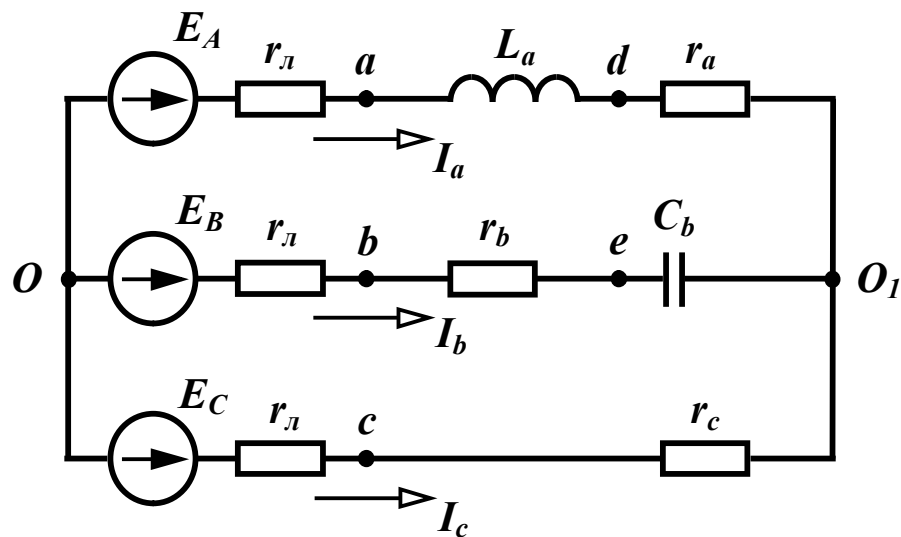 E_A r_л a L_a d r_a
I_a
E_B r_л b r_b e C_b
O O_1
I_b
E_C r_л c r_c
I_c